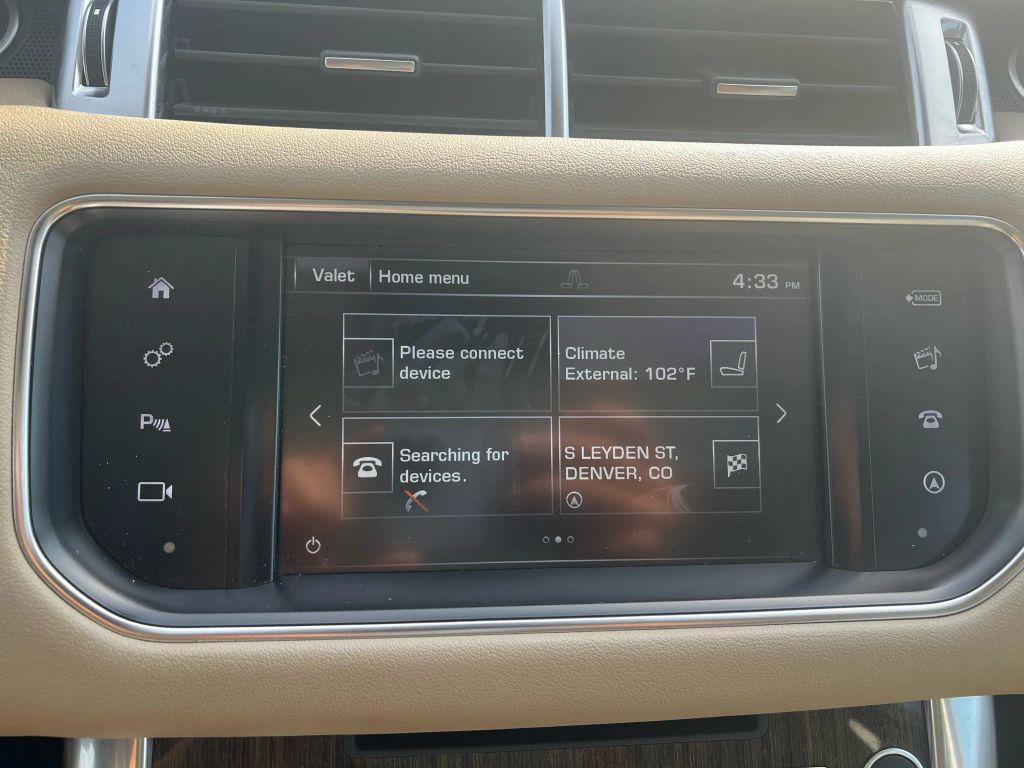 Valet Home menu 4:33 PM
MODE
Please connect
device
Climate
External: 102°F
P
Searching for
devices.
S LEYDEN ST,
DENVER, CO